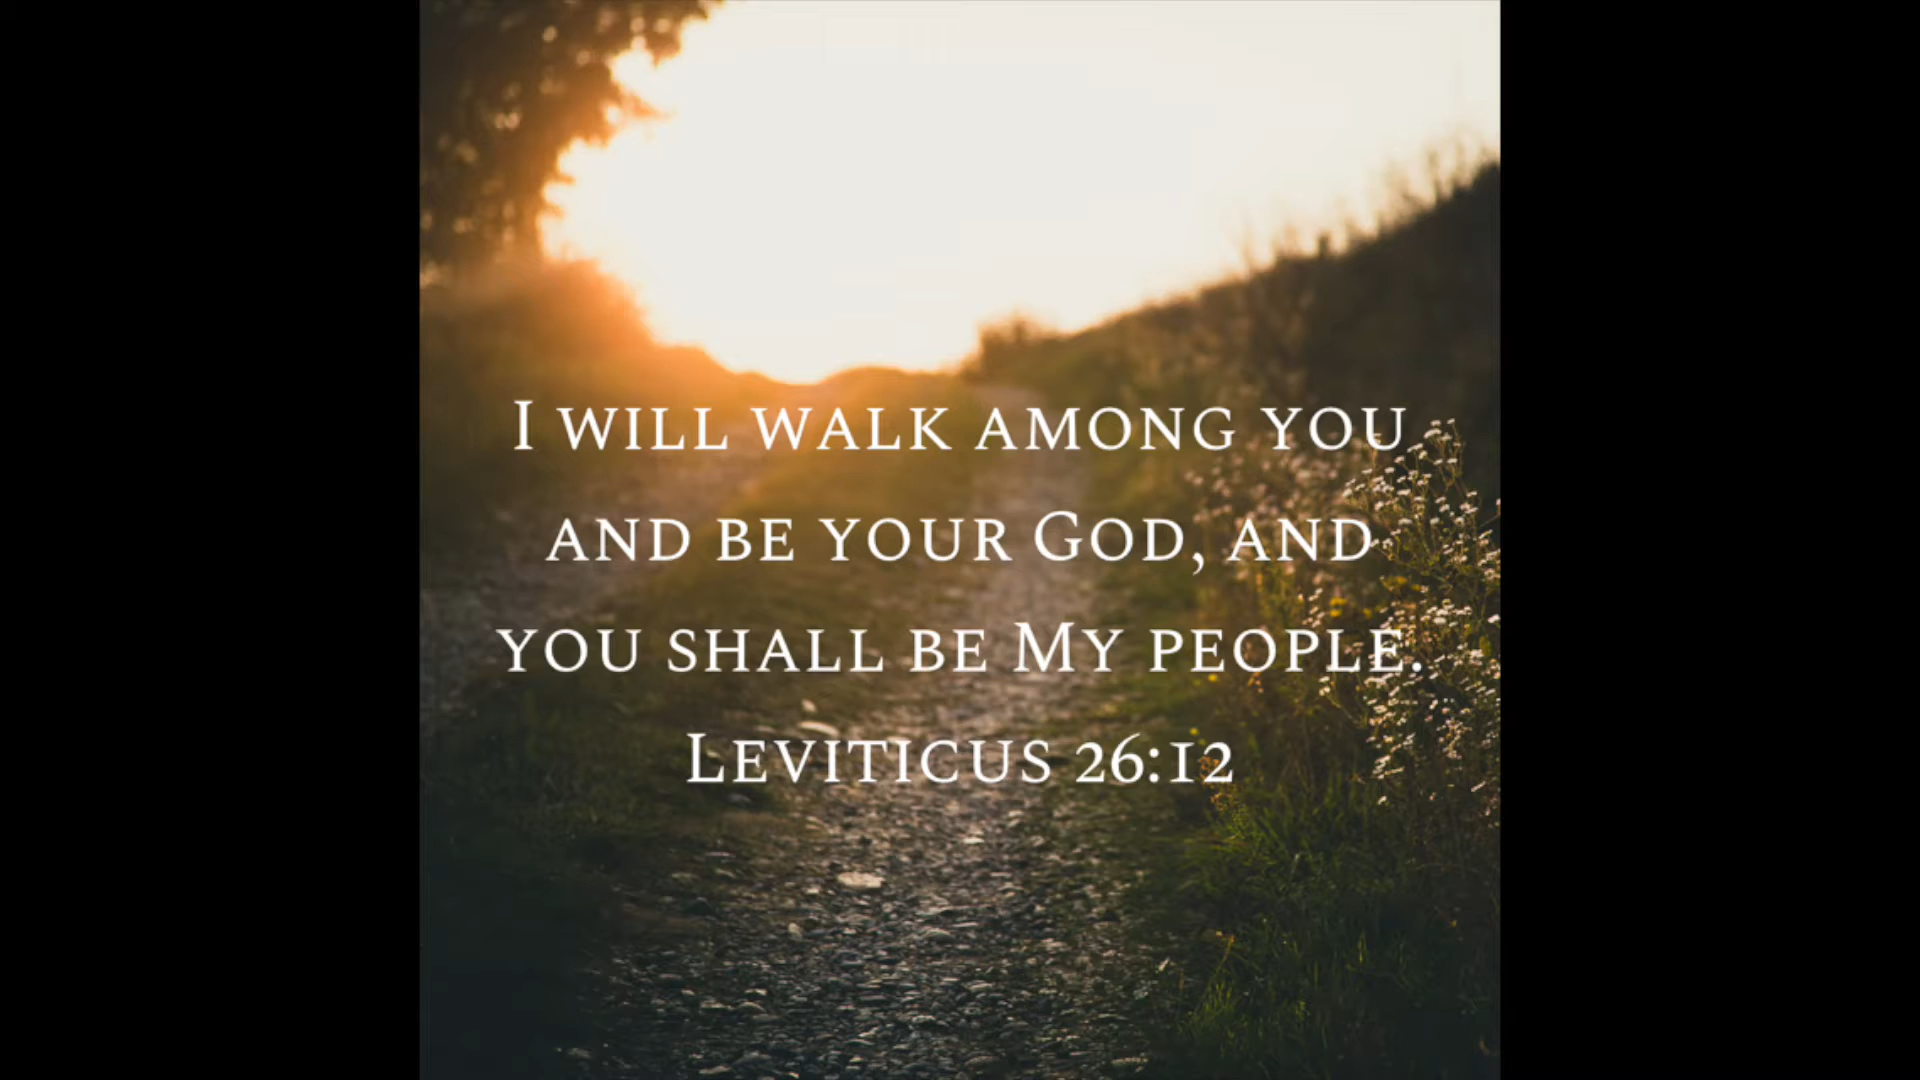 I will walk among you
and be your God, and
you shall be My people.
Leviticus 26:12